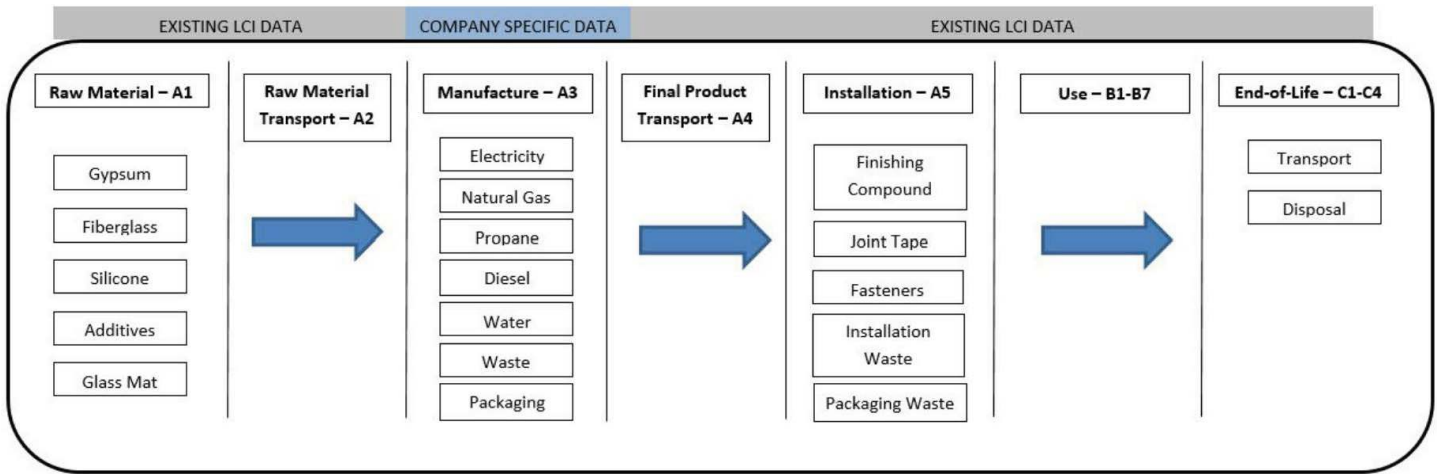 EXISTING LCI DATA
COMPANY SPECIFIC DATA
EXISTING LCI DATA
Raw Material – A1
Gypsum
Fiberglass
Silicone
Additives
Glass Mat
Raw Material
Transport – A2
Manufacture – A3
Electricity
Natural Gas
Propane
Diesel
Water
Waste
Packaging
Final Product
Transport – A4
Installation – A5
Finishing
Compound
Joint Tape
Fasteners
Installation
Waste
Packaging Waste
Use – B1-B7
End-of-Life – C1-C4
Transport
Disposal